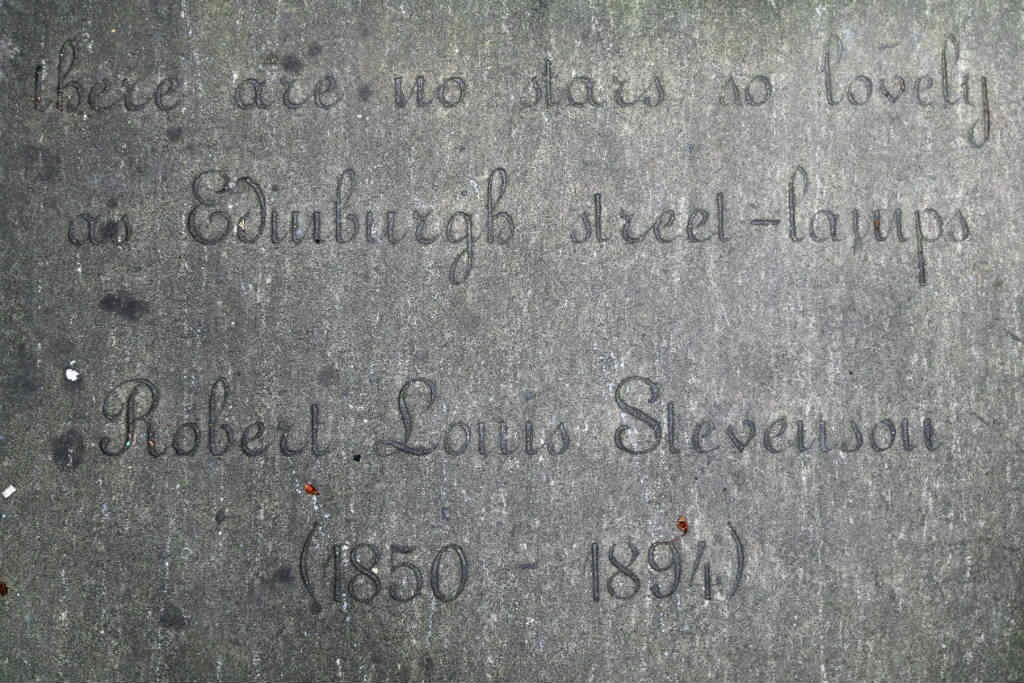 there are no stars so lovely
as Edinburgh street-lamps
Robert Louis Stevenson
(1850 - 1894)